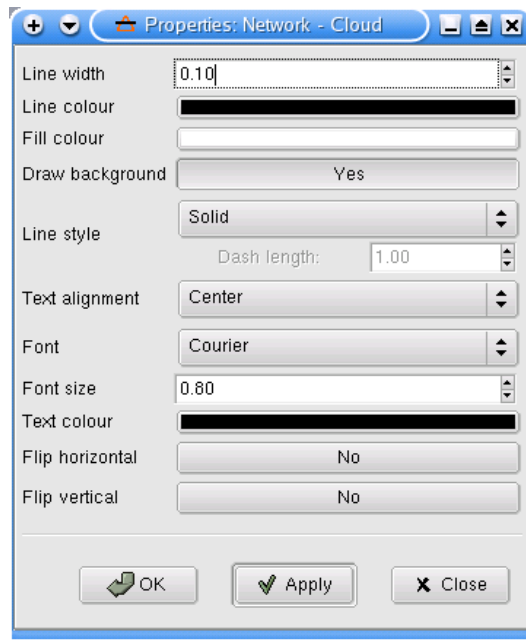 Properties: Network - Cloud
Line width 0.10
Line colour
Fill colour
Draw background Yes
Line style Solid
Dash length: 1.00
Text alignment Center
Font Courier
Font size 0.80
Text colour
Flip horizontal No
Flip vertical No
OK Apply Close